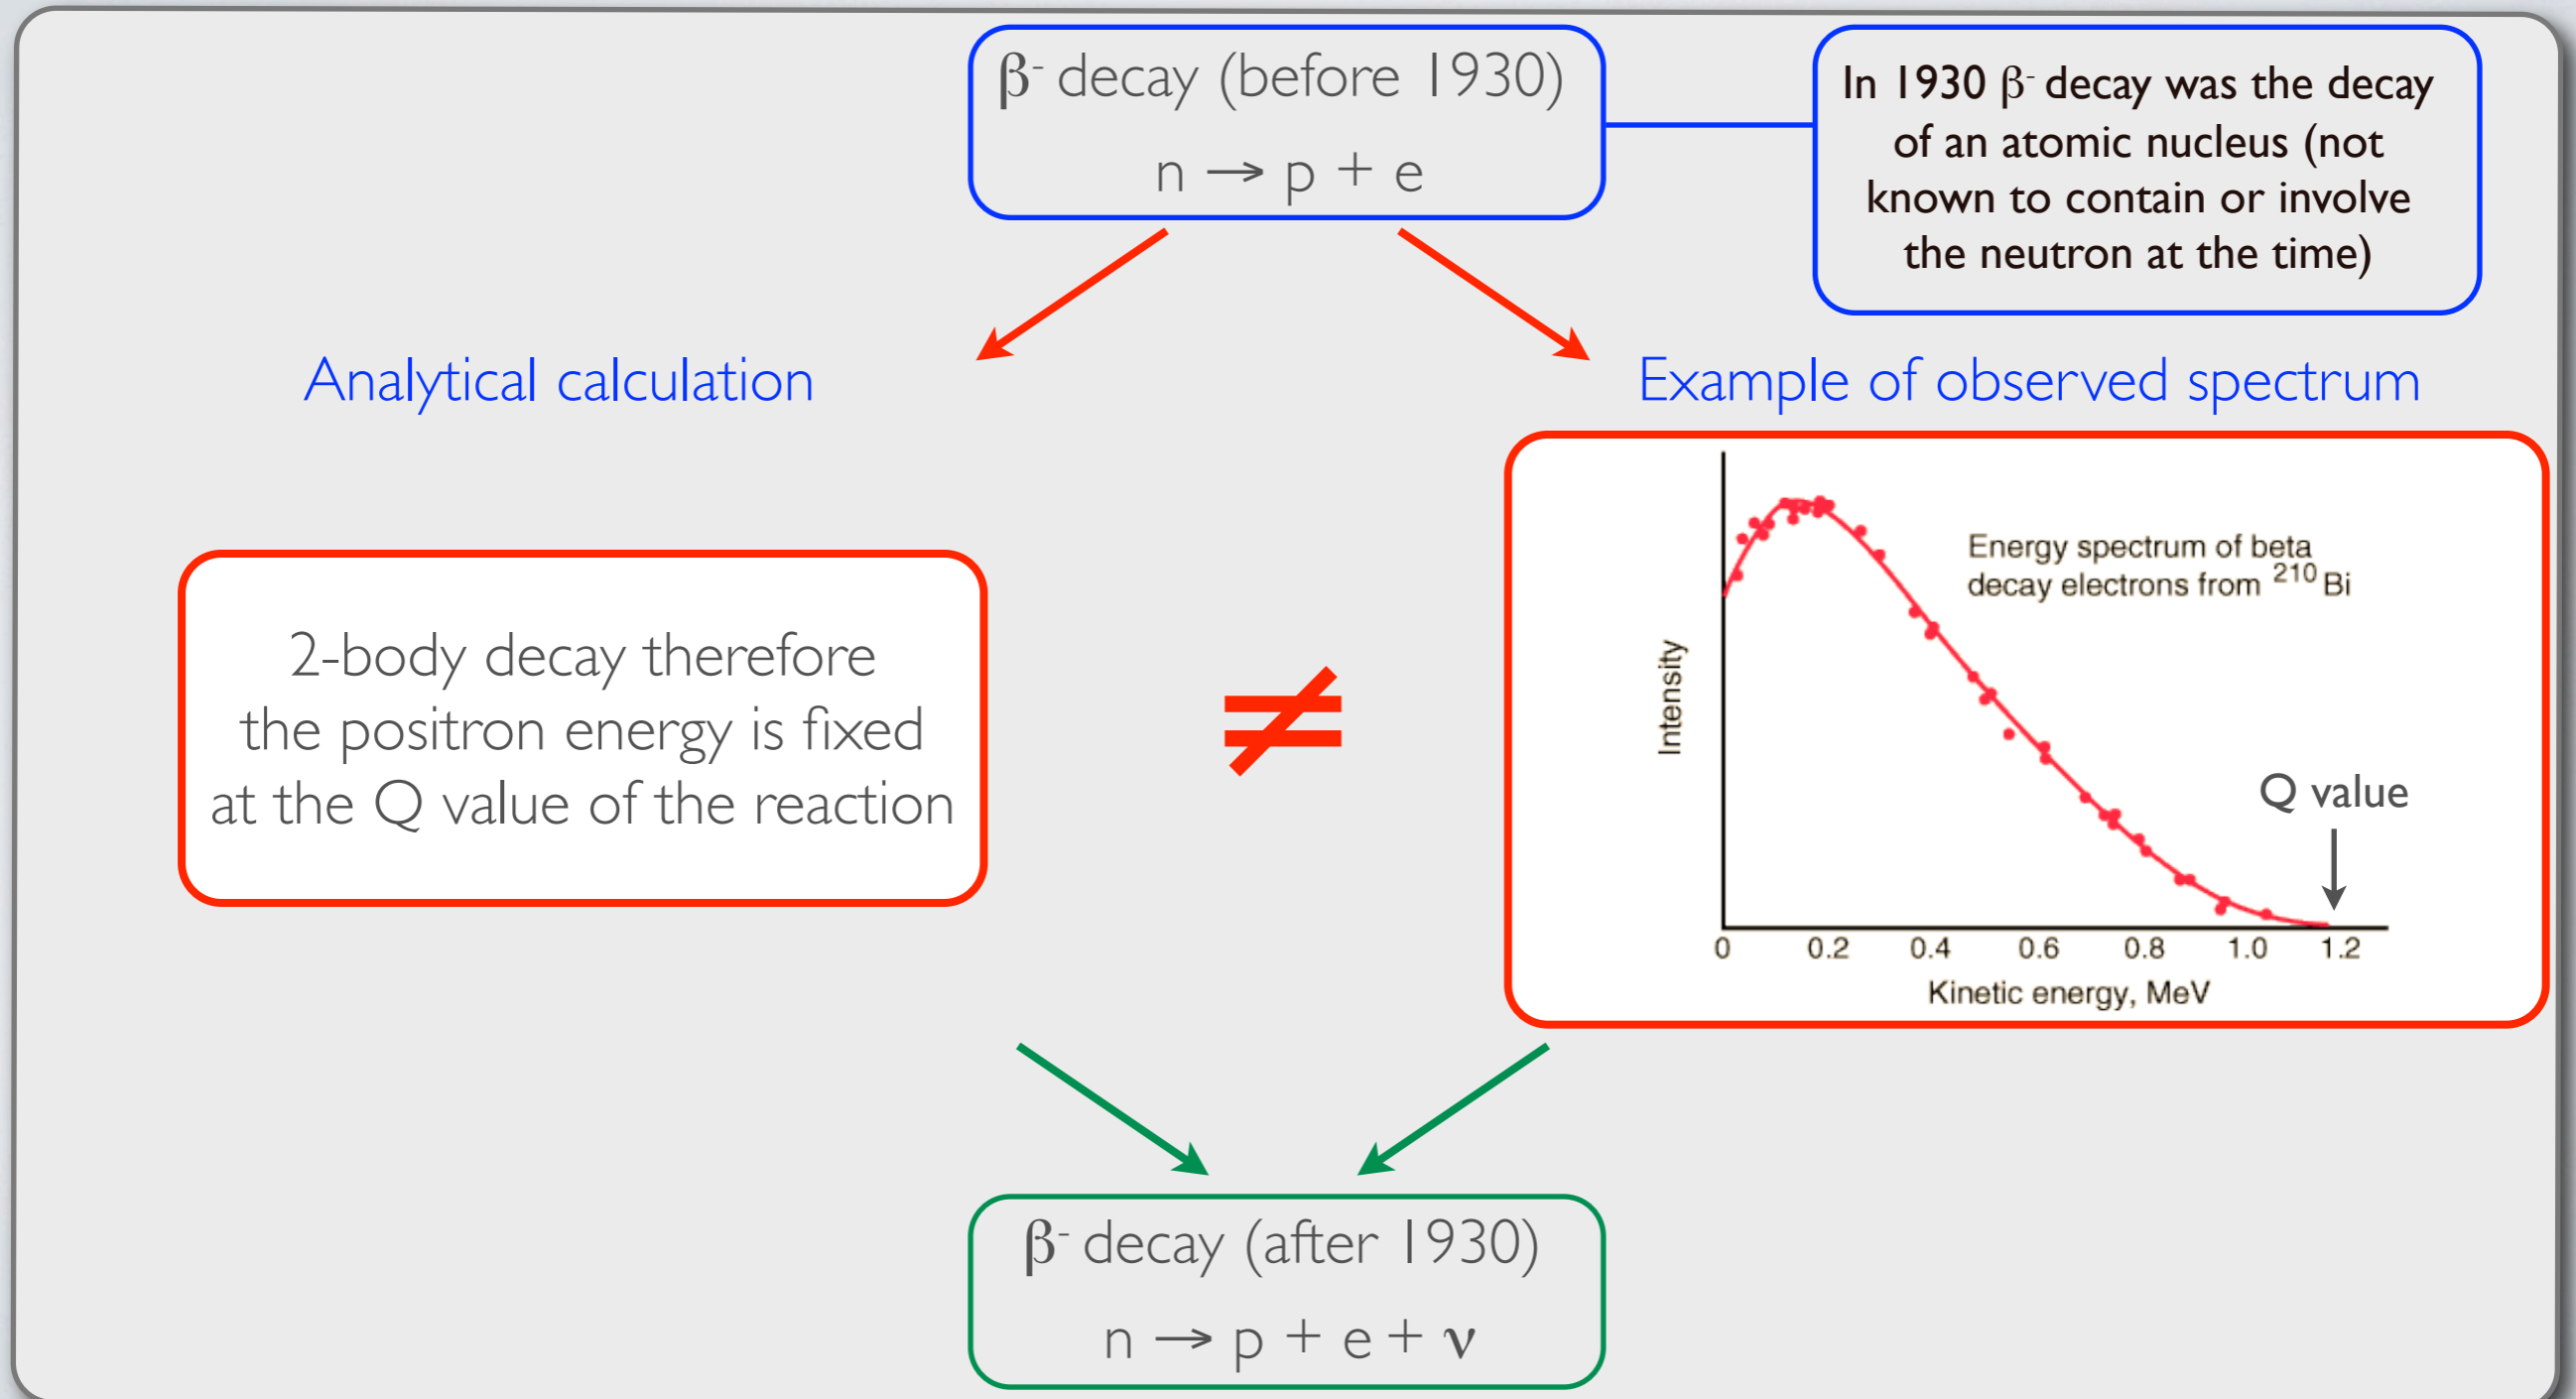 β- decay (before 1930)
n → p + e
In 1930 β- decay was the decay
of an atomic nucleus (not
known to contain or involve
the neutron at the time)
Analytical calculation
Example of observed spectrum
2-body decay therefore
the positron energy is fixed
at the Q value of the reaction
≠
Energy spectrum of beta
decay electrons from 210 Bi
Intensity
Q value
0 0.2 0.4 0.6 0.8 1.0 1.2
Kinetic energy, MeV
β- decay (after 1930)
n → p + e + ν